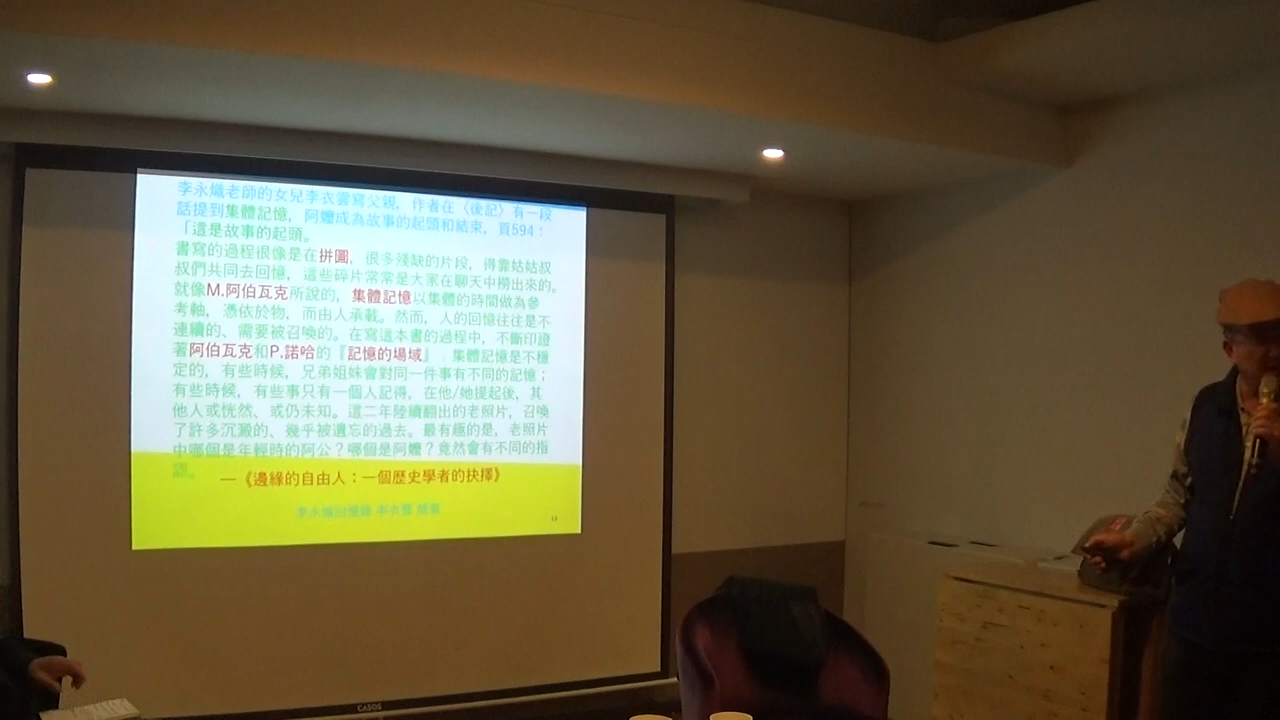 李永熾老師的女兒李衣雲寫父親，作者在〈後記〉有一段
話提到集體記憶，阿嬤成為故事的起頭和結束，頁594：
「這是故事的起頭。
書寫的過程很像是在拼圖，很多殘缺的片段，得靠姑姑叔
叔們共同去回憶，這些碎片常常是大家在聊天中撈出來的。
就像M.阿伯瓦克所說的，集體記憶以集體的時間做為參
考軸，憑依於物，而由人承載。然而，人的回憶往往是不
連續的、需要被召喚的。在寫這本書的過程中，不斷印證
著阿伯瓦克和P.諾哈的『記憶的場域』：集體記憶是不穩
定的，有些時候，兄弟姐妹會對同一件事有不同的記憶；
有些時候，有些事只有一個人記得，在他/她提起後，其
他人或恍然、或仍未知。這二年陸續翻出的老照片，召喚
了許多沉澱的、幾乎被遺忘的過去。最有趣的是，老照片
中哪個是年輕時的阿公？哪個是阿嬤？竟然會有不同的指
認。
—《邊緣的自由人：一個歷史學者的抉擇》
李永熾回憶錄 李衣雲
14
CASOS